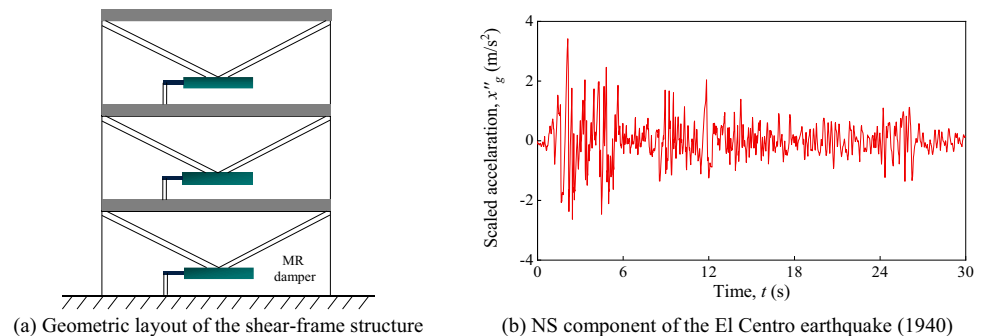 MR
damper
(a) Geometric layout of the shear-frame structure
Scaled accelaration, x″g (m/s²)
4
2
0
-2
-4
0 6 12 18 24 30
Time, t (s)
(b) NS component of the El Centro earthquake (1940)